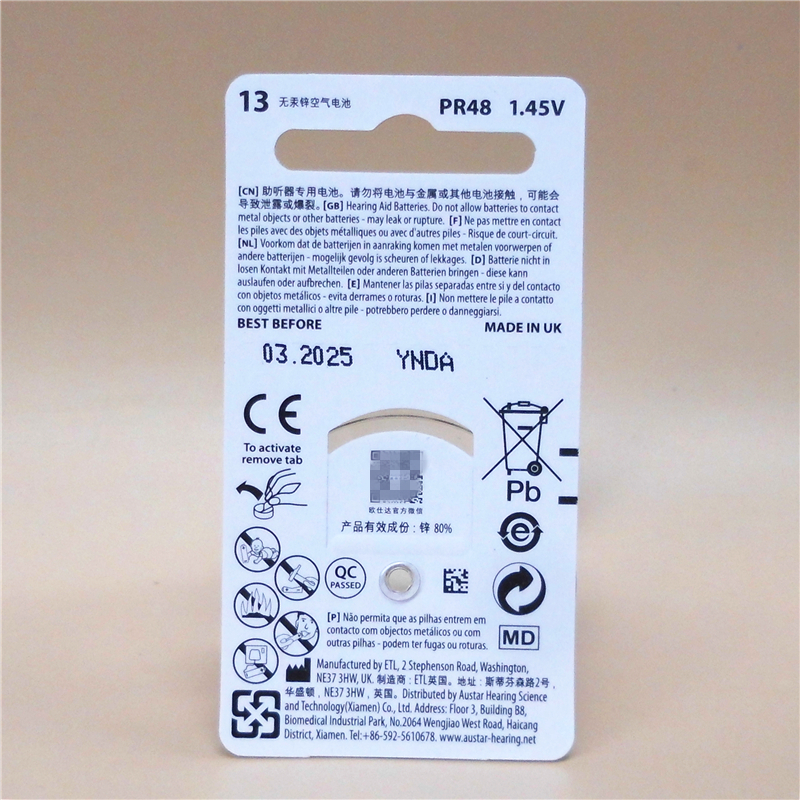 13 无汞锌空气电池 PR48 1.45V
[CN] 助听器专用电池。请勿将电池与金属或其他电池接触，可能会
导致泄露或爆裂。[GB] Hearing Aid Batteries. Do not allow batteries to contact
metal objects or other batteries - may leak or rupture. [F] Ne pas mettre en contact
les piles avec des objets métalliques ou avec d'autres piles - Risque de court-circuit.
[NL] Voorkom dat de batterijen in aanraking komen met metalen voorwerpen of
andere batterijen - mogelijk gevolg is scheuren of lekkages. [D] Batterie nicht in
losen Kontakt mit Metallteilen oder anderen Batterien bringen - diese kann
auslaufen oder aufbrechen. [E] Mantener las pilas separadas entre si y del contacto
con objetos metálicos - evita derrames o roturas. [I] Non mettere le pile a contatto
con oggetti metallici o altre pile - potrebbero perdere o danneggiarsi.
BEST BEFORE MADE IN UK
03.2025 YNDA
CE
To activate
remove tab
Pb
欧仕达官方微信
产品有效成份：锌 80%
e
QC
PASSED
MD
[P] Não permita que as pilhas entrem em
contacto com objectos metálicos ou com
outras pilhas - podem ter fugas ou roturas.
Manufactured by ETL, 2 Stephenson Road, Washington,
NE37 3HW, UK. 制造商：ETL英国。地址：斯蒂芬森路2号，
华盛顿，NE37 3HW，英国。Distributed by Austar Hearing Science
and Technology(Xiamen) Co., Ltd. Address: Floor 3, Building B8,
Biomedical Industrial Park, No.2064 Wengjiao West Road, Haicang
District, Xiamen. Tel:+86-592-5610678. www.austar-hearing.net